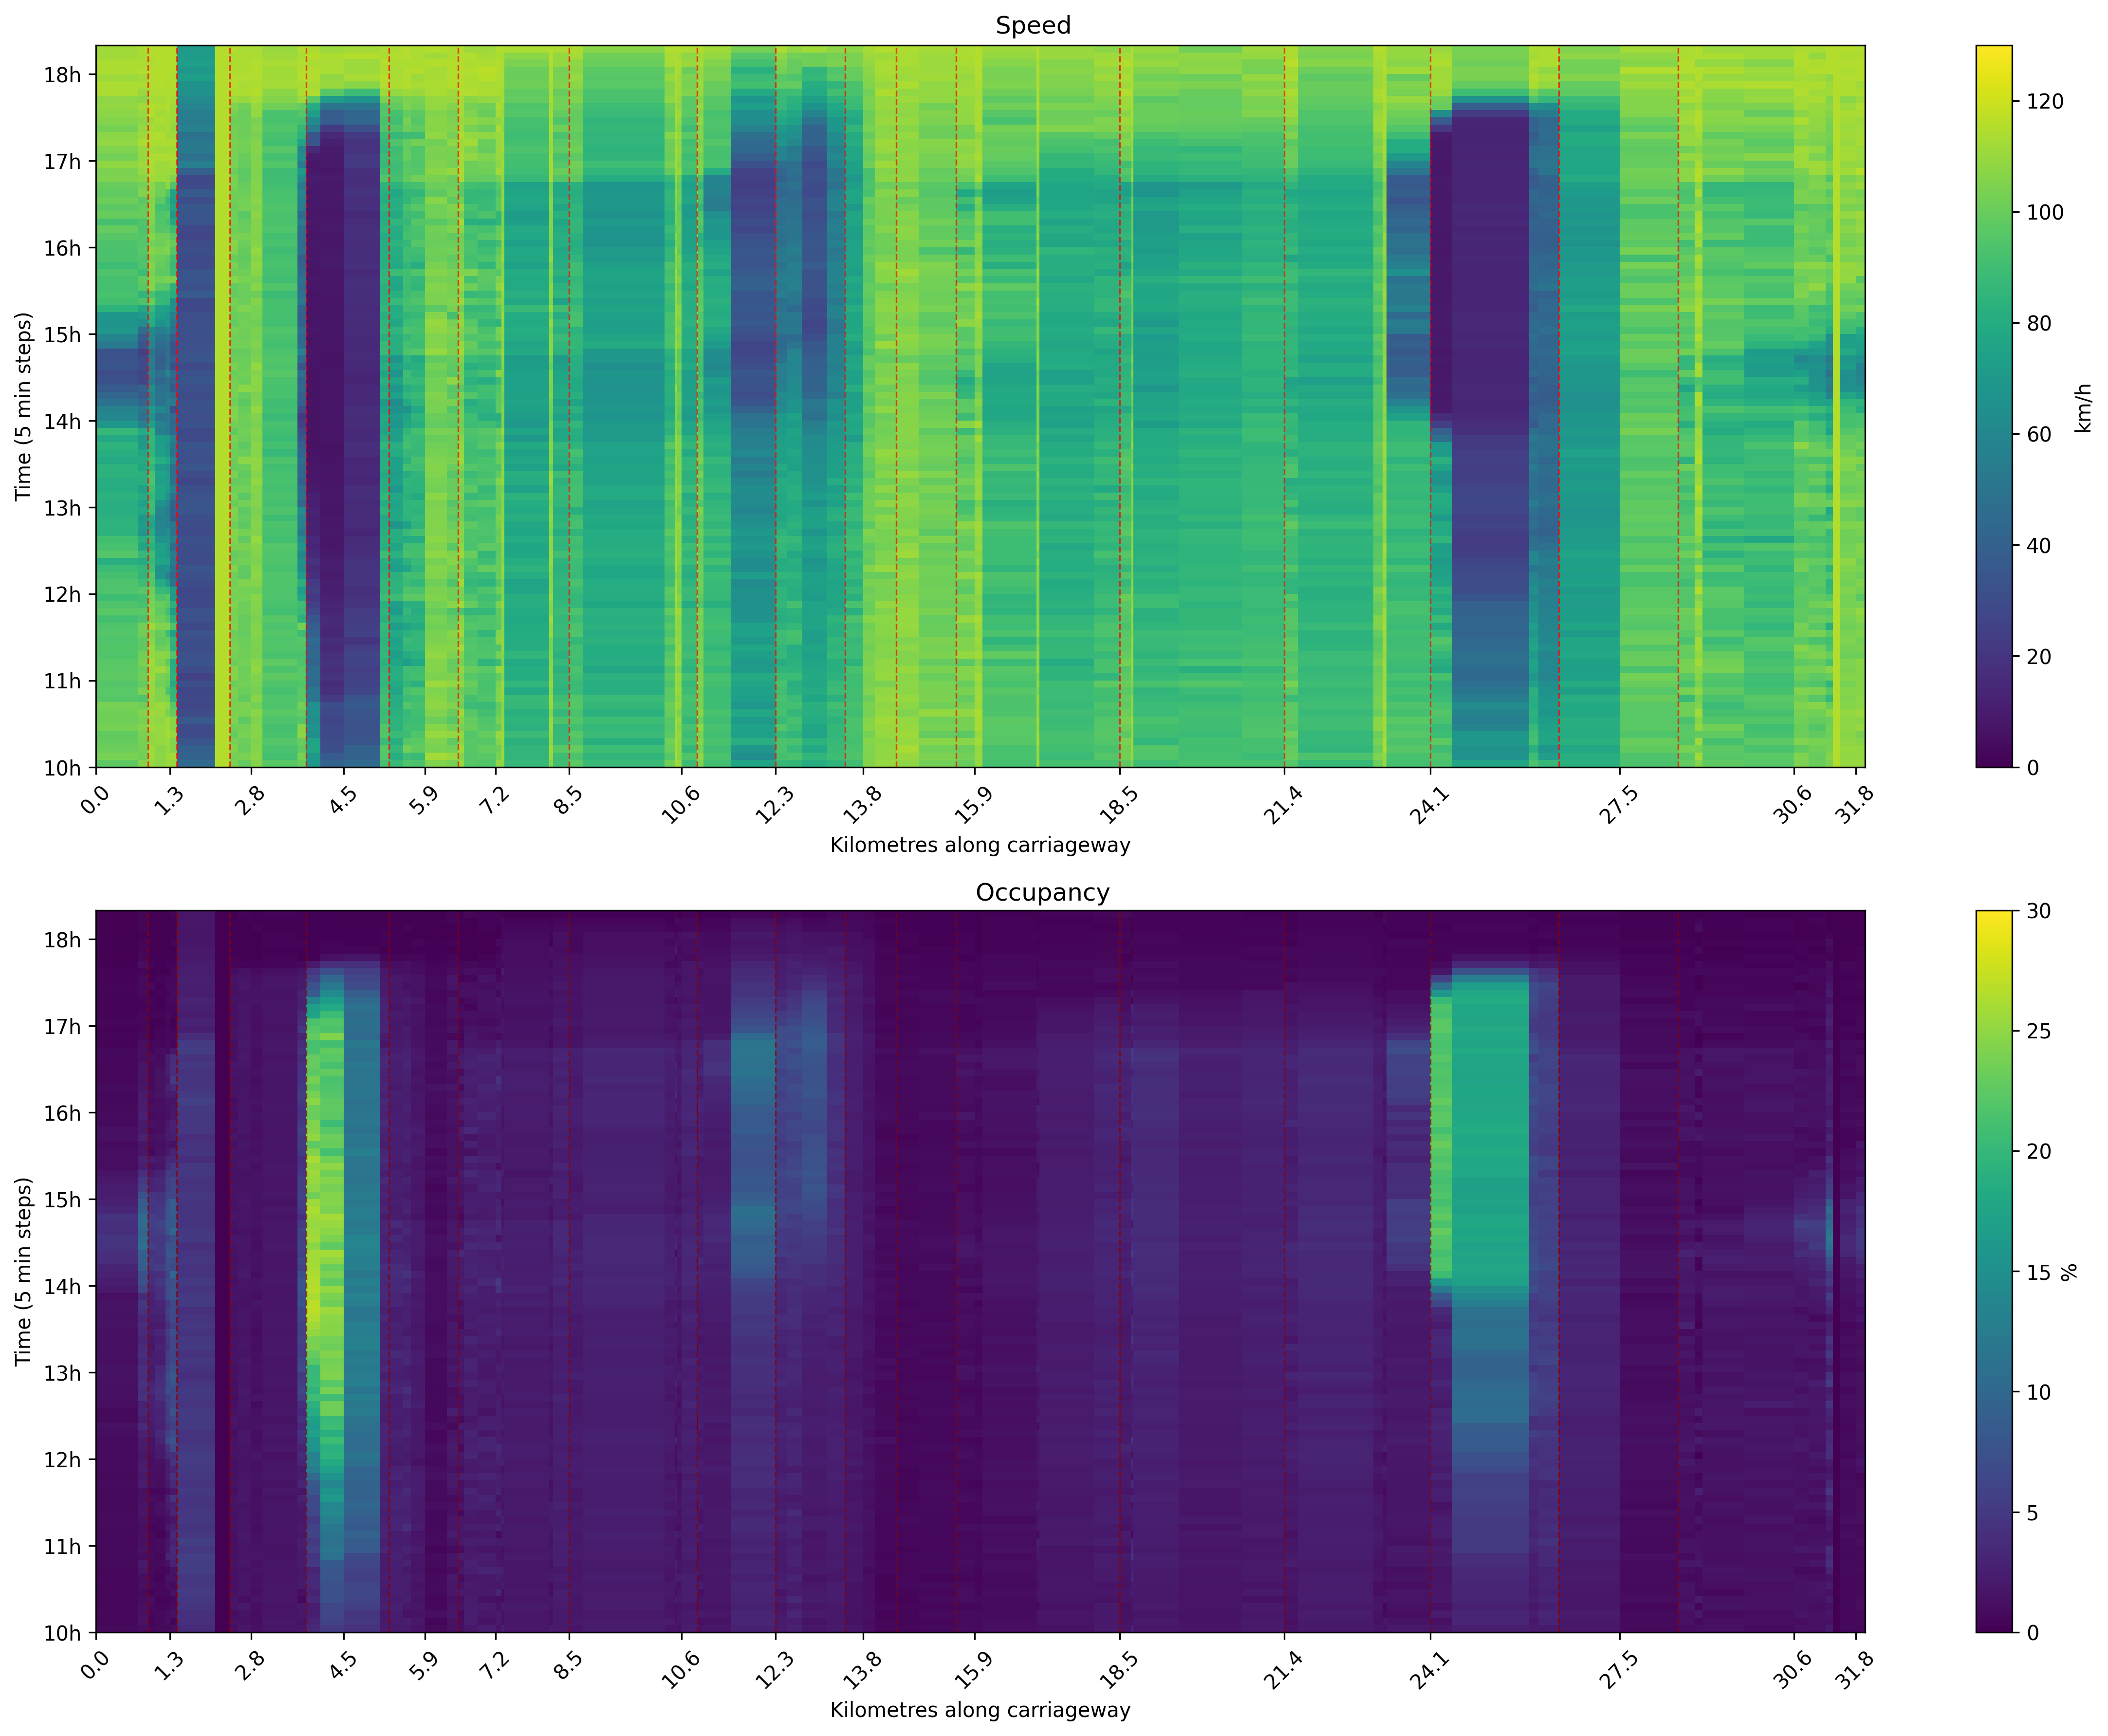 Speed
18h
17h
16h
15h
14h
13h
12h
11h
10h
Time (5 min steps)
0.0 1.3 2.8 4.5 5.9 7.2 8.5 10.6 12.3 13.8 15.9 18.5 21.4 24.1 27.5 30.6 31.8
Kilometres along carriageway
120
100
80
60
40
20
0
km/h
Occupancy
18h
17h
16h
15h
14h
13h
12h
11h
10h
Time (5 min steps)
0.0 1.3 2.8 4.5 5.9 7.2 8.5 10.6 12.3 13.8 15.9 18.5 21.4 24.1 27.5 30.6 31.8
Kilometres along carriageway
30
25
20
15
10
5
0
%